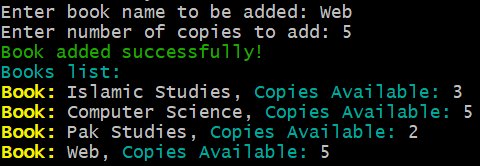 Enter book name to be added: Web
Enter number of copies to add: 5
Book added successfully!
Books list:
Book: Islamic Studies, Copies Available: 3
Book: Computer Science, Copies Available: 5
Book: Pak Studies, Copies Available: 2
Book: Web, Copies Available: 5